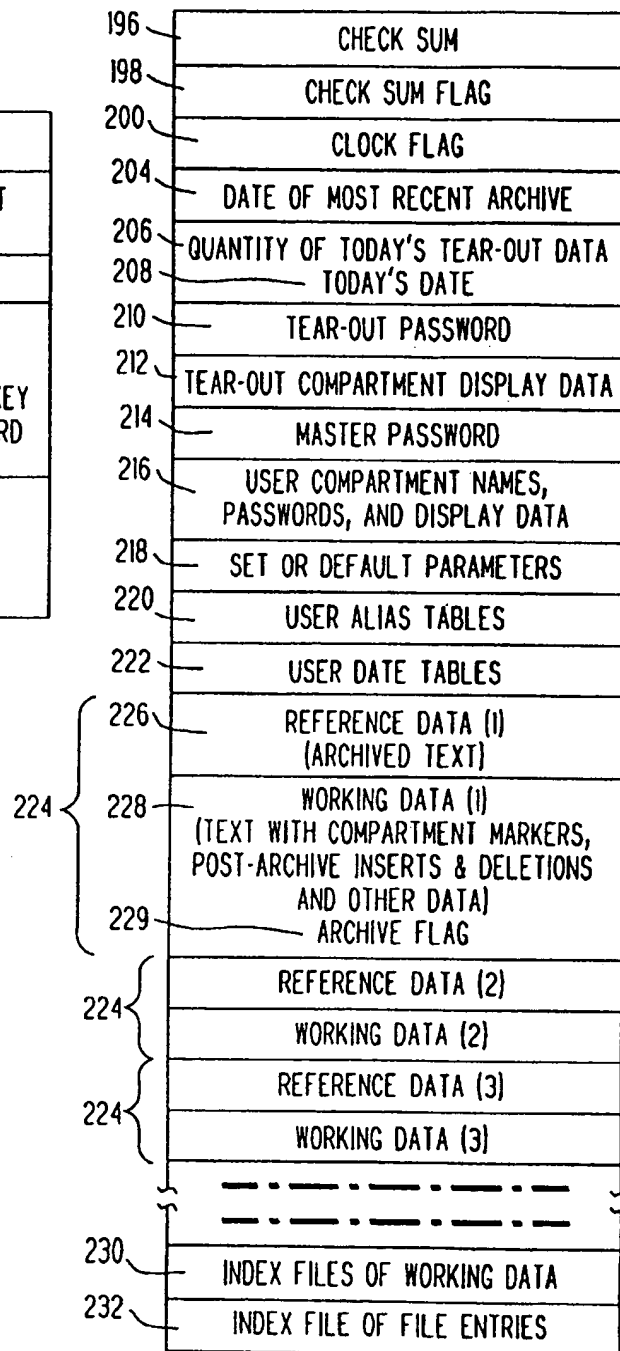 196 CHECK SUM
198 CHECK SUM FLAG
200 CLOCK FLAG
204 DATE OF MOST RECENT ARCHIVE
206 QUANTITY OF TODAY'S TEAR-OUT DATA
208 TODAY'S DATE
210 TEAR-OUT PASSWORD
212 TEAR-OUT COMPARTMENT DISPLAY DATA
214 MASTER PASSWORD
216 USER COMPARTMENT NAMES,
PASSWORDS, AND DISPLAY DATA
218 SET OR DEFAULT PARAMETERS
220 USER ALIAS TABLES
222 USER DATE TABLES
224
226 REFERENCE DATA (1)
(ARCHIVED TEXT)
228 WORKING DATA (1)
(TEXT WITH COMPARTMENT MARKERS,
POST-ARCHIVE INSERTS & DELETIONS
AND OTHER DATA)
229 ARCHIVE FLAG
224
REFERENCE DATA (2)
WORKING DATA (2)
224
REFERENCE DATA (3)
WORKING DATA (3)
230 INDEX FILES OF WORKING DATA
232 INDEX FILE OF FILE ENTRIES